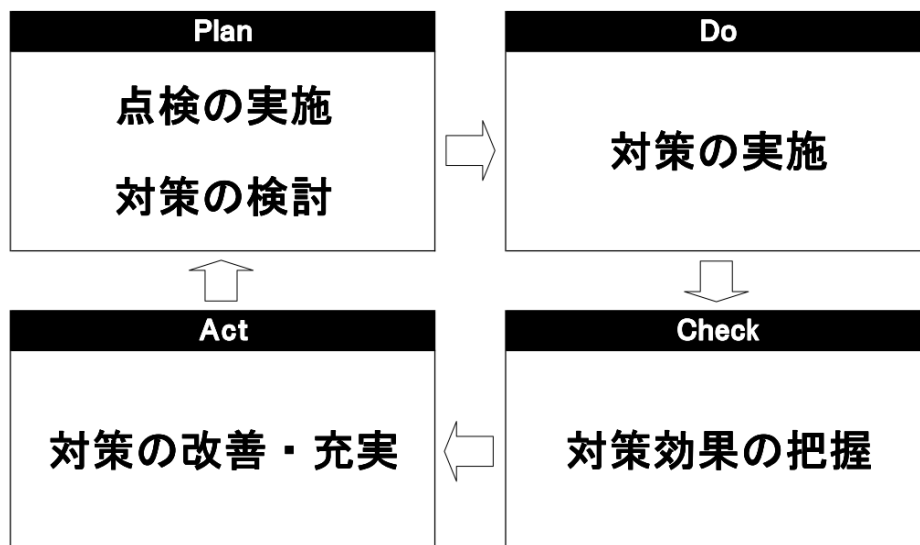 Plan
点検の実施
対策の検討
Do
対策の実施
Act
対策の改善・充実
Check
対策効果の把握